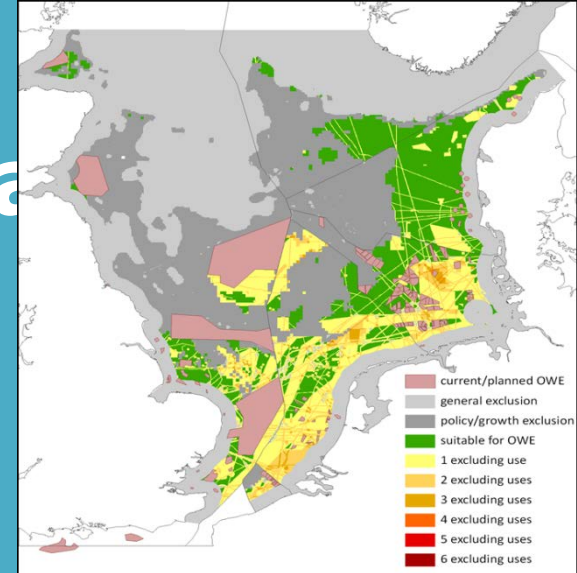 a
current/planned OWE
general exclusion
policy/growth exclusion
suitable for OWE
1 excluding use
2 excluding uses
3 excluding uses
4 excluding uses
5 excluding uses
6 excluding uses